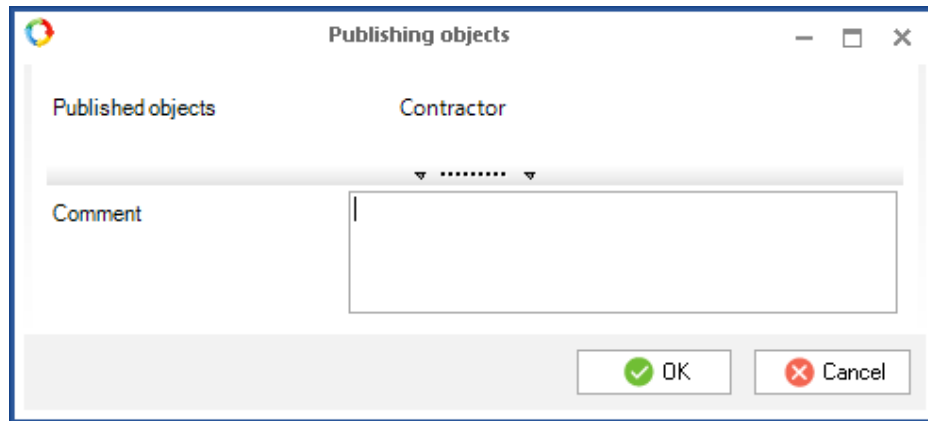 Publishing objects
Published objects Contractor
Comment
OK Cancel